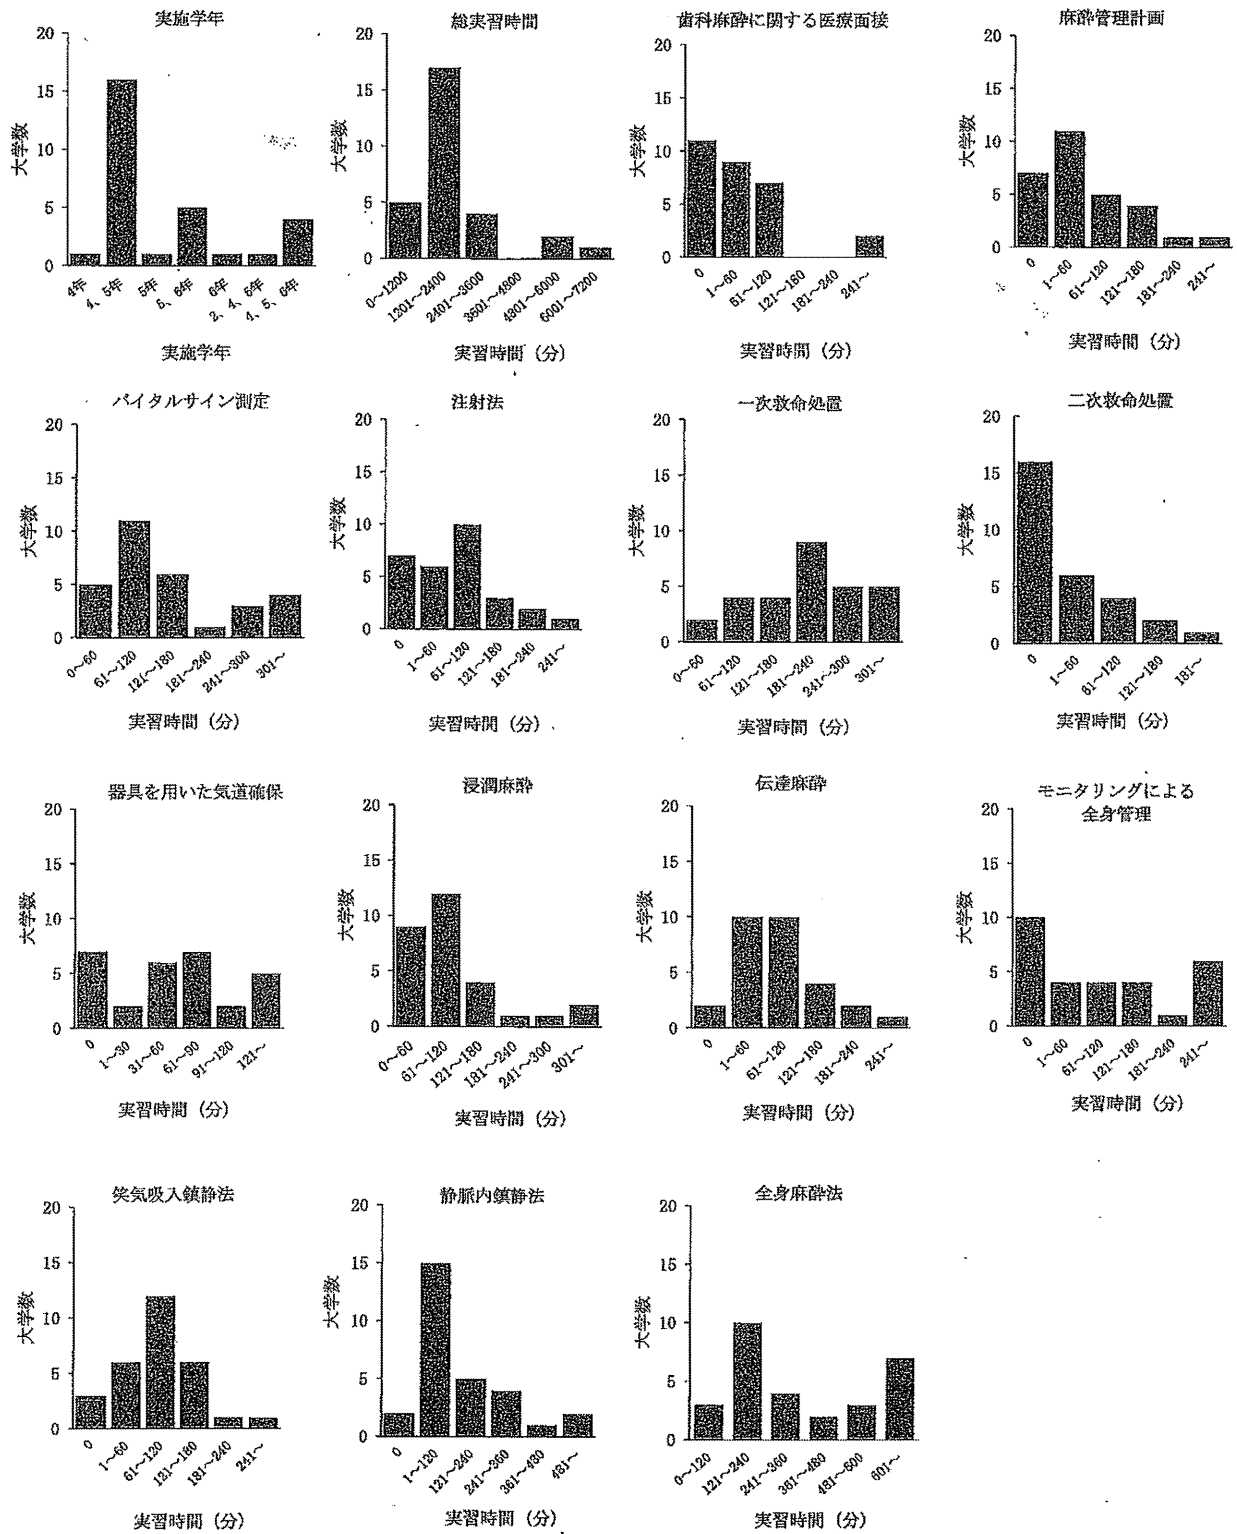 実施学年
20
15
10
5
0
大学数
4年
4、5年
5年
5、6年
6年
2、4、6年
4、5、6年
実施学年
総実習時間
20
15
10
5
0
大学数
0～1200
1201～2400
2401～3600
3601～4800
4801～6000
6001～7200
実習時間（分）
歯科麻酔に関する医療面接
20
15
10
5
0
大学数
0
1～60
61～120
121～180
181～240
241～
実習時間（分）
麻酔管理計画
20
15
10
5
0
大学数
0
1～60
61～120
121～180
181～240
241～
実習時間（分）
バイタルサイン測定
20
15
10
5
0
大学数
0～60
61～120
121～180
181～240
241～300
301～
実習時間（分）
注射法
20
15
10
5
0
大学数
0
1～60
61～120
121～180
181～240
241～
実習時間（分）
一次救命処置
20
15
10
5
0
大学数
0～60
61～120
121～180
181～240
241～300
301～
実習時間（分）
二次救命処置
20
15
10
5
0
大学数
0
1～60
61～120
121～180
181～
実習時間（分）
器具を用いた気道確保
20
15
10
5
0
大学数
0
1～30
31～60
61～90
91～120
121～
実習時間（分）
浸潤麻酔
20
15
10
5
0
大学数
0～60
61～120
121～180
181～240
241～300
301～
実習時間（分）
伝達麻酔
20
15
10
5
0
大学数
0
1～60
61～120
121～180
181～240
241～
実習時間（分）
モニタリングによる
全身管理
20
15
10
5
0
大学数
0
1～60
61～120
121～180
181～240
241～
実習時間（分）
笑気吸入鎮静法
20
15
10
5
0
大学数
0
1～60
61～120
121～180
181～240
241～
実習時間（分）
静脈内鎮静法
20
15
10
5
0
大学数
0
1～120
121～240
241～360
361～480
481～
実習時間（分）
全身麻酔法
20
15
10
5
0
大学数
0～120
121～240
241～360
361～480
481～600
601～
実習時間（分）